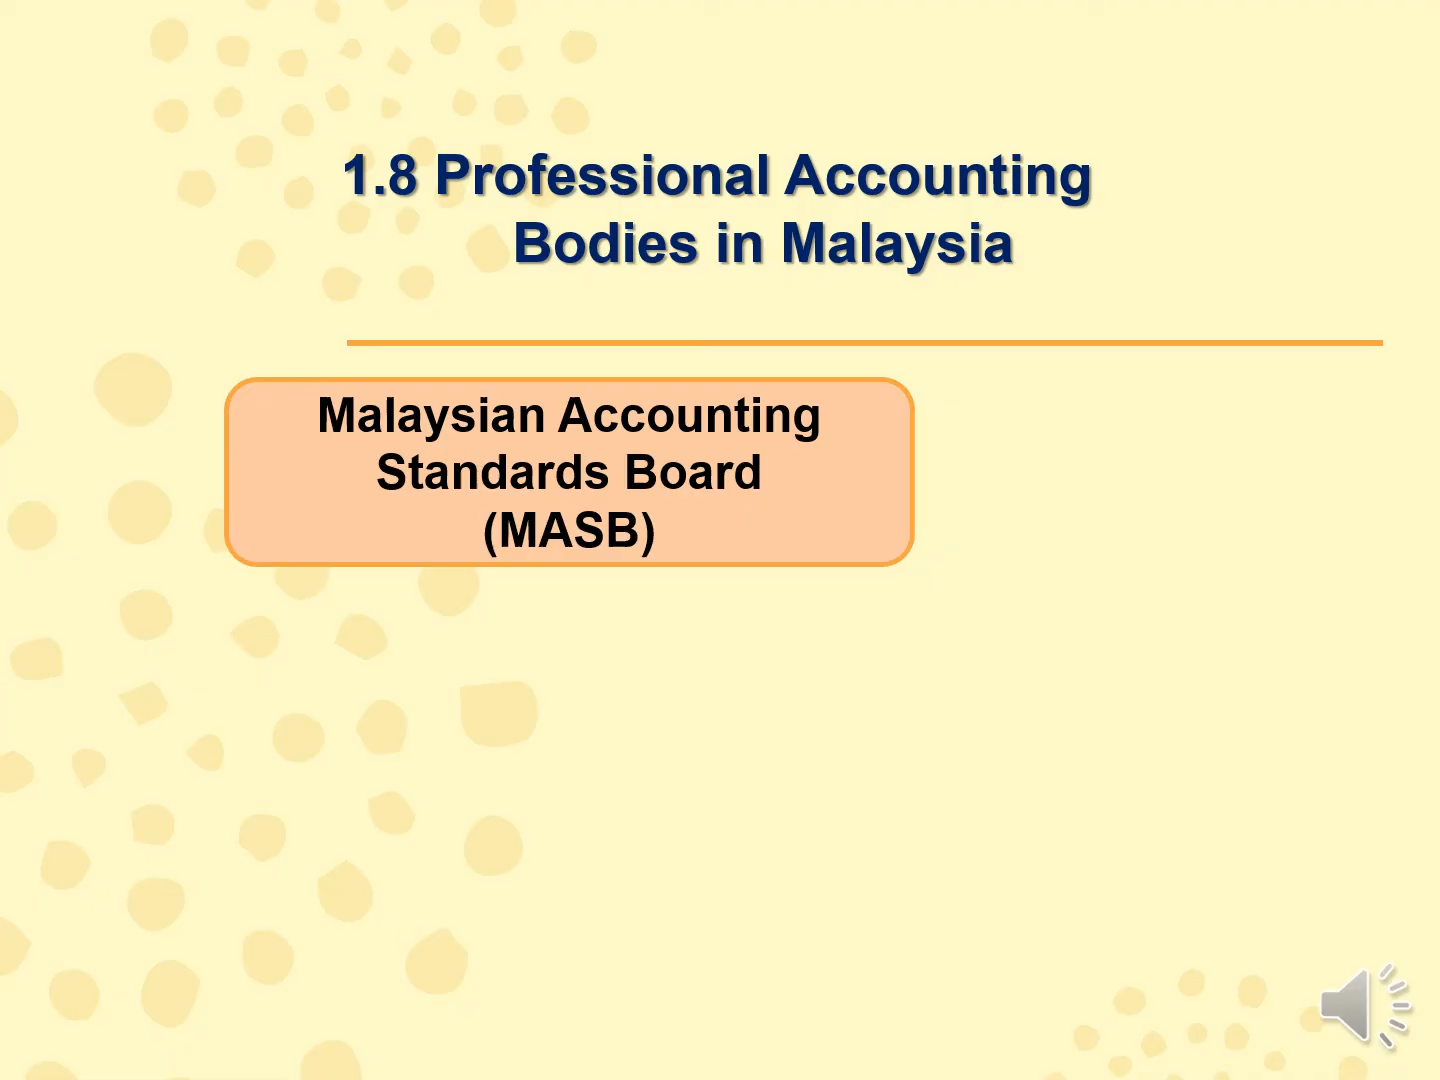 1.8 Professional Accounting
Bodies in Malaysia
Malaysian Accounting
Standards Board
(MASB)